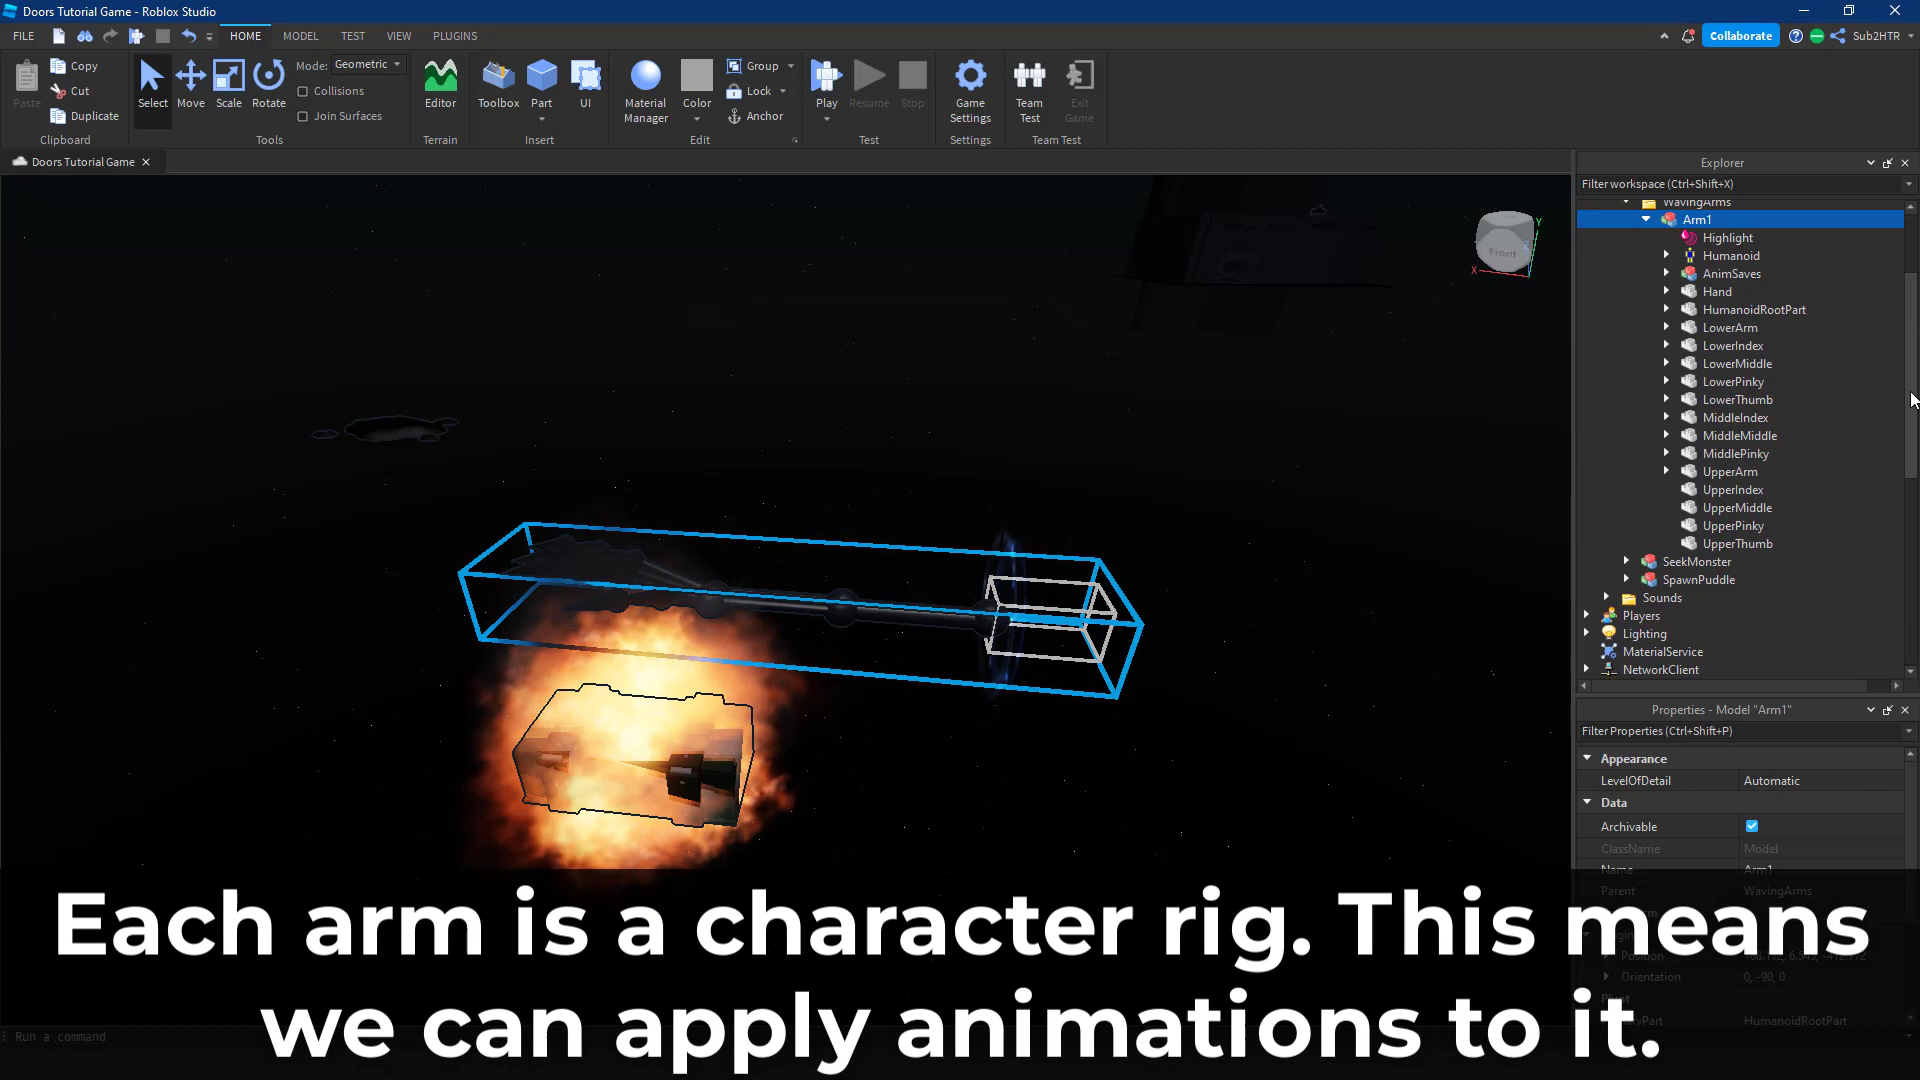 Doors Tutorial Game - Roblox Studio
FILE HOME MODEL TEST VIEW PLUGINS Collaborate Sub2HTR
Paste Copy Cut Duplicate Clipboard
Select Move Scale Rotate Mode: Geometric Collisions Join Surfaces Tools
Editor Terrain
Toolbox Part UI Insert
Material Manager Color Group Lock Anchor Edit
Play Resume Stop Test
Game Settings Settings
Team Test Exit Game Team Test
Doors Tutorial Game
Explorer
Filter workspace (Ctrl+Shift+X)
WavingArms
Arm1
Highlight
Humanoid
AnimSaves
Hand
HumanoidRootPart
LowerArm
LowerIndex
LowerMiddle
LowerPinky
LowerThumb
MiddleIndex
MiddleMiddle
MiddlePinky
UpperArm
UpperIndex
UpperMiddle
UpperPinky
UpperThumb
SeekMonster
SpawnPuddle
Sounds
Players
Lighting
MaterialService
NetworkClient
Front
X
Y
Properties - Model "Arm1"
Filter Properties (Ctrl+Shift+P)
Appearance
LevelOfDetail Automatic
Data
Archivable
ClassName Model
Name Arm1
Parent WavingArms
Position
Orientation 0, -90, 0
HumanoidRootPart
Each arm is a character rig. This means
we can apply animations to it.
Run a command